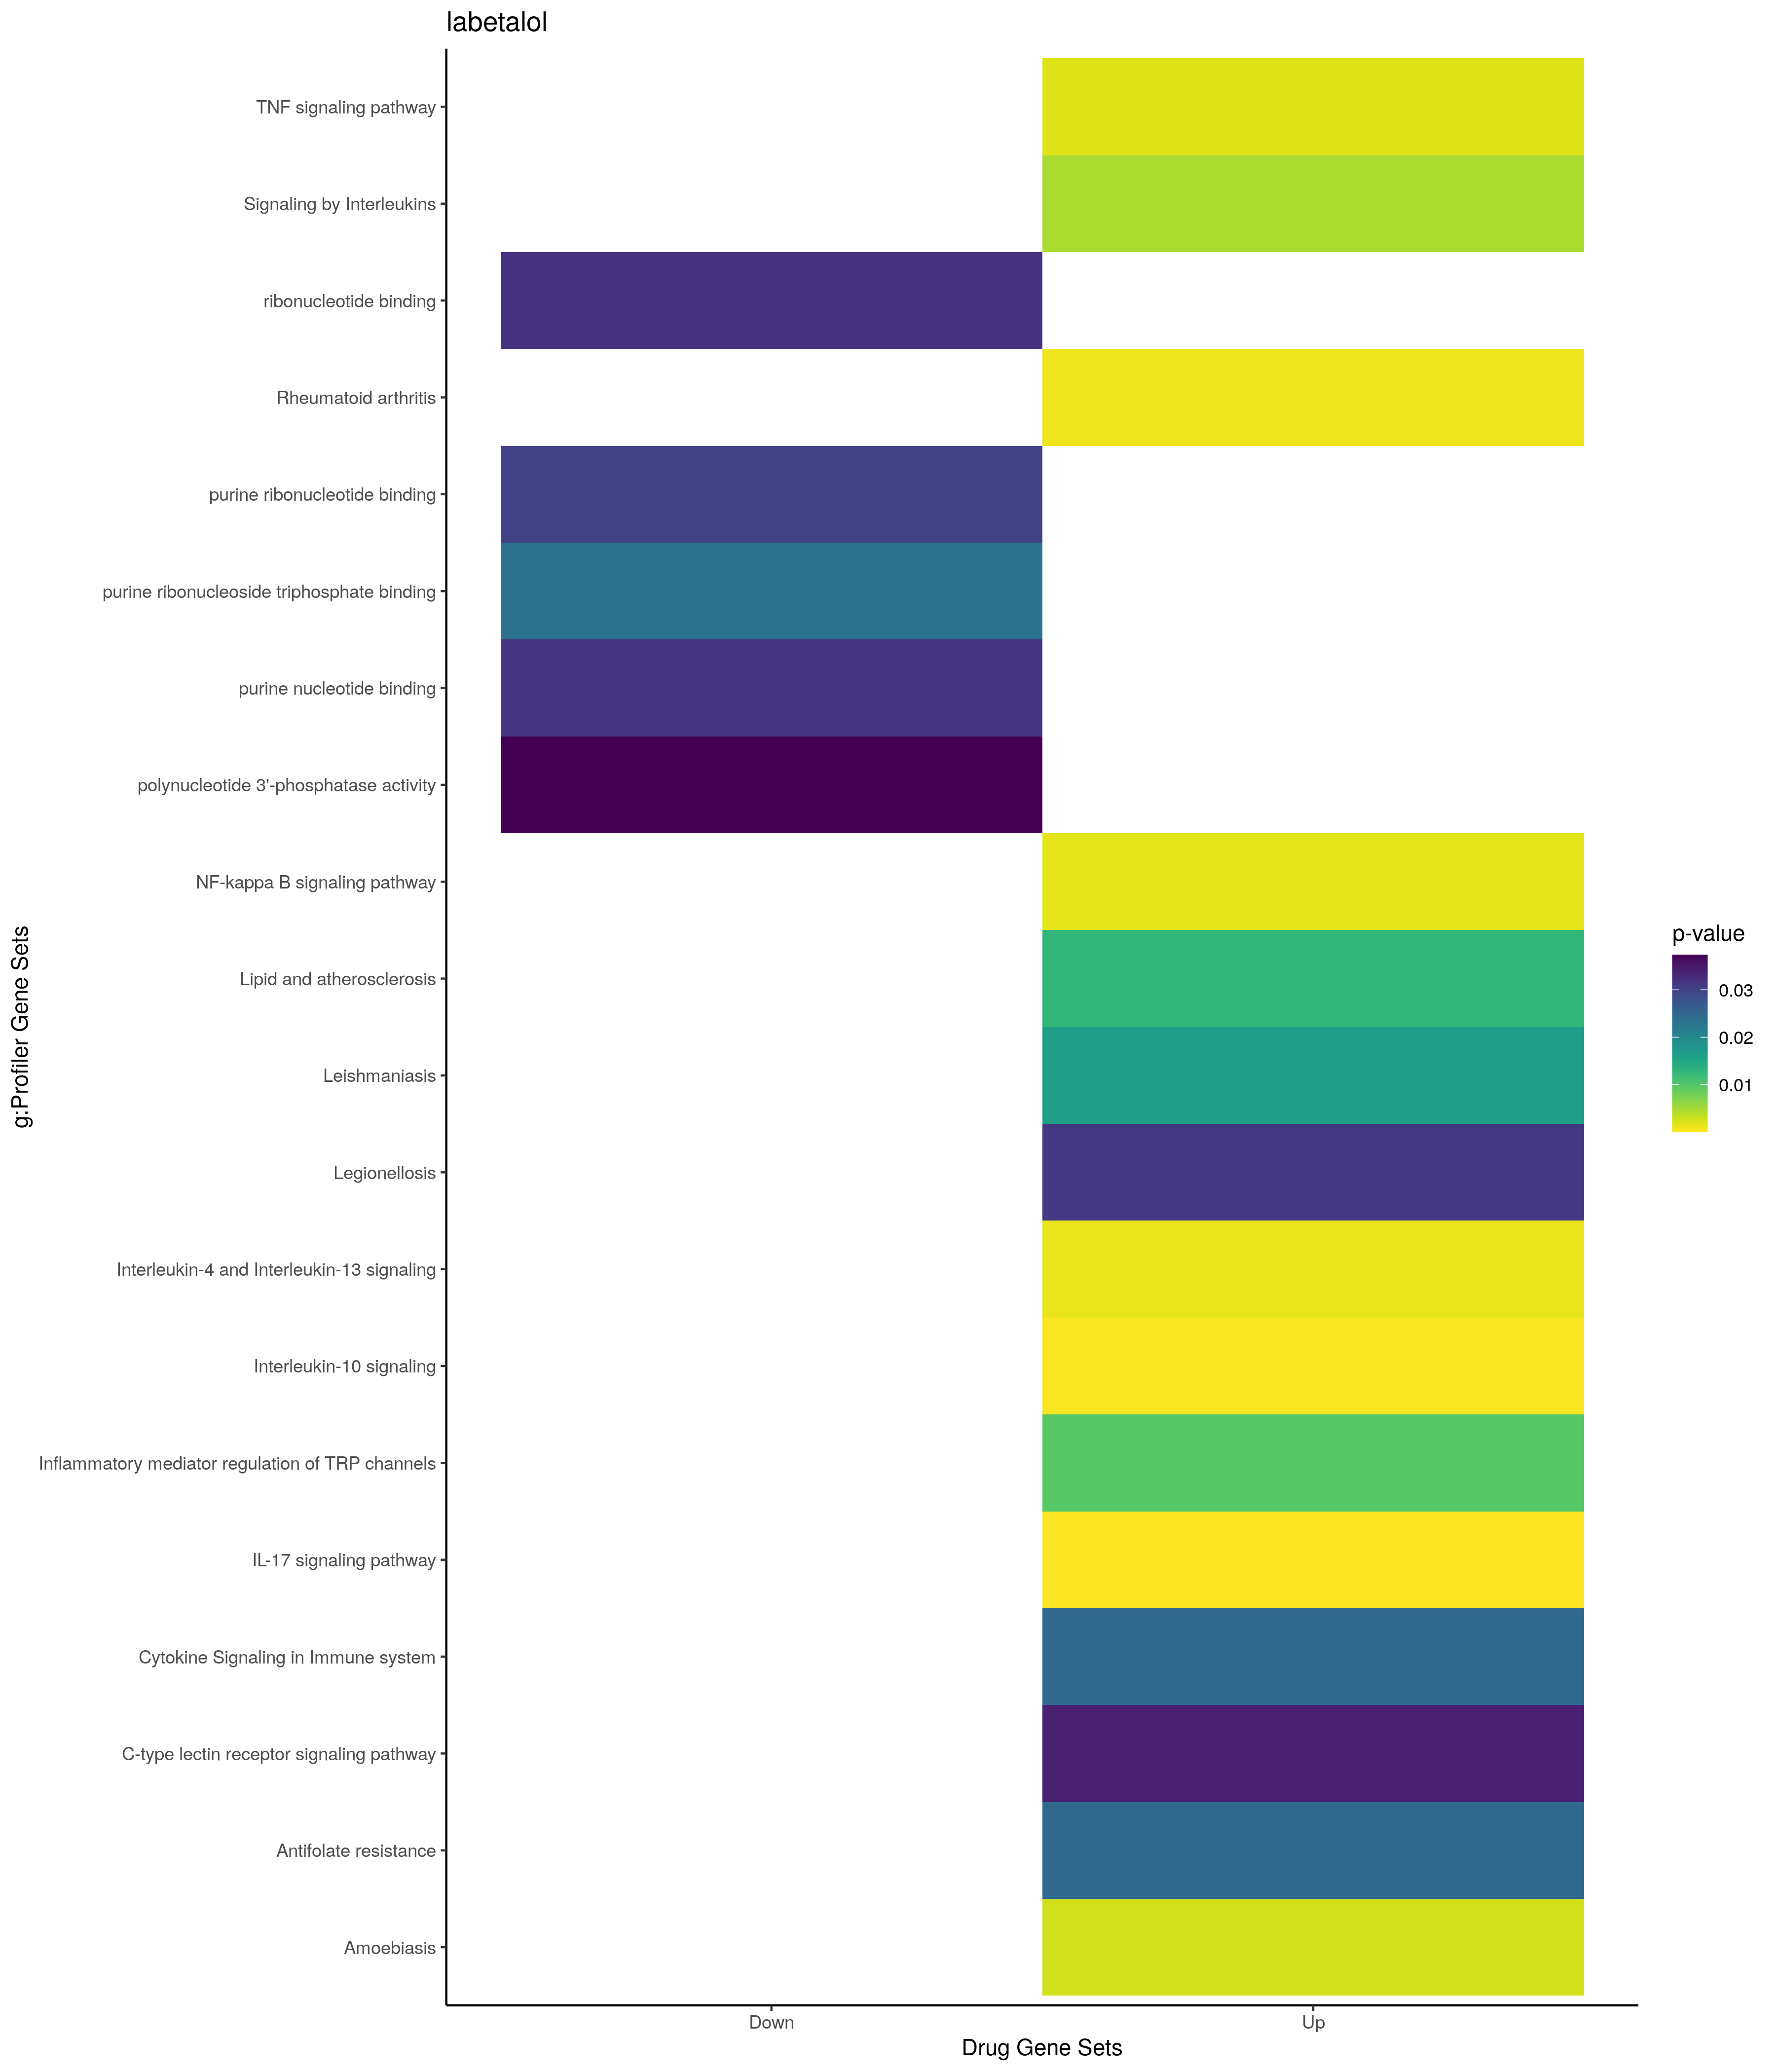 labetalol
TNF signaling pathway
Signaling by Interleukins
ribonucleotide binding
Rheumatoid arthritis
purine ribonucleotide binding
purine ribonucleoside triphosphate binding
purine nucleotide binding
polynucleotide 3'-phosphatase activity
NF-kappa B signaling pathway
Lipid and atherosclerosis
Leishmaniasis
Legionellosis
Interleukin-4 and Interleukin-13 signaling
Interleukin-10 signaling
Inflammatory mediator regulation of TRP channels
IL-17 signaling pathway
Cytokine Signaling in Immune system
C-type lectin receptor signaling pathway
Antifolate resistance
Amoebiasis
g:Profiler Gene Sets
Down
Up
Drug Gene Sets
p-value
0.03
0.02
0.01